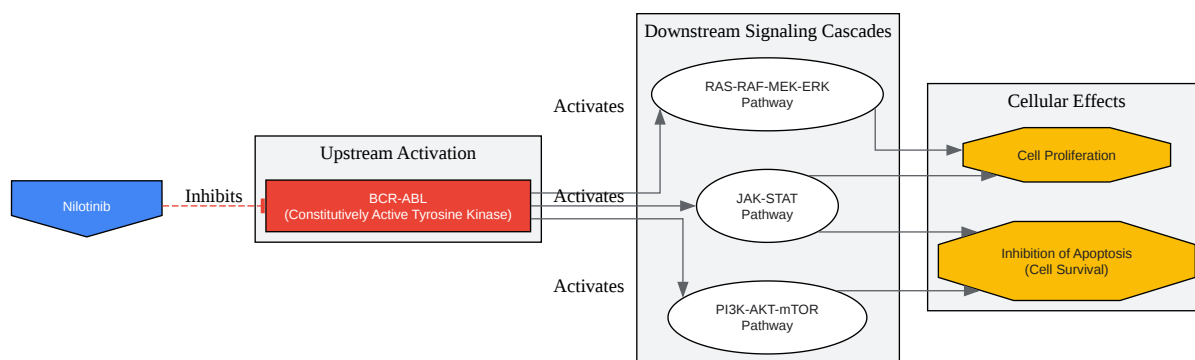 Nilotinib
Inhibits
Upstream Activation
BCR-ABL
(Constitutively Active Tyrosine Kinase)
Activates
Activates
Activates
Downstream Signaling Cascades
RAS-RAF-MEK-ERK
Pathway
JAK-STAT
Pathway
PI3K-AKT-mTOR
Pathway
Cellular Effects
Cell Proliferation
Inhibition of Apoptosis
(Cell Survival)